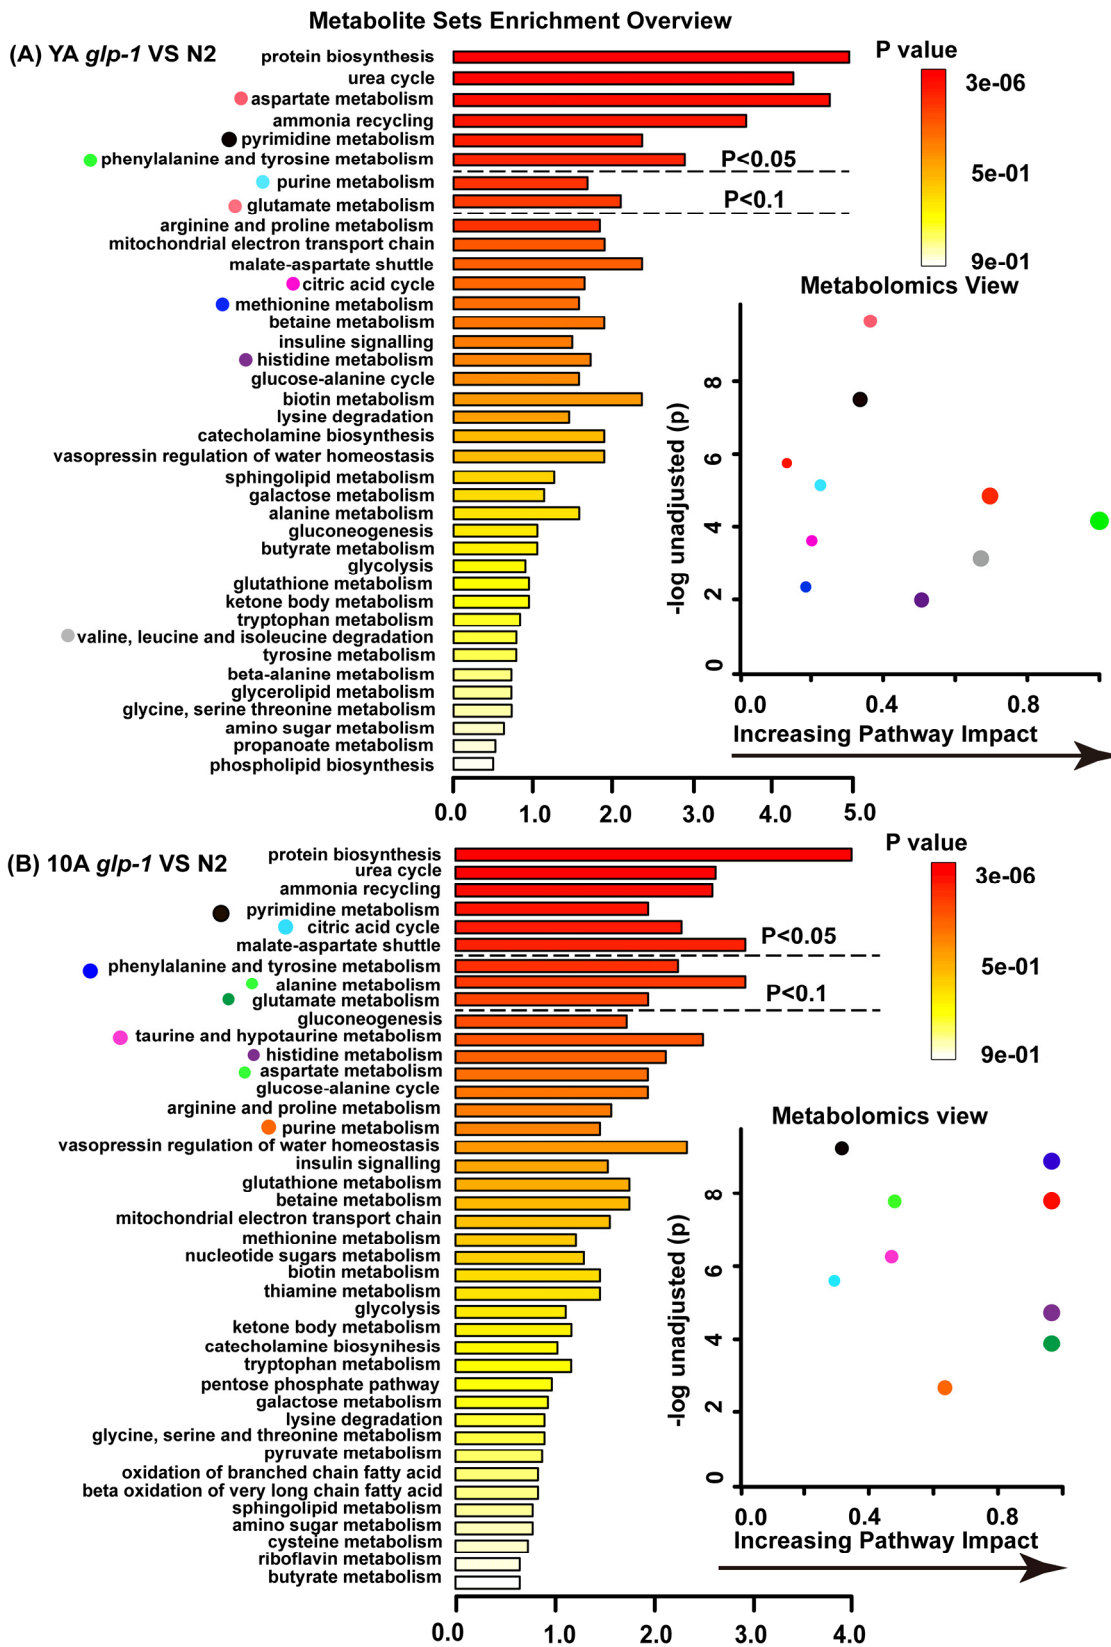 Metabolite Sets Enrichment Overview
(A) YA glp-1 VS N2
protein biosynthesis
urea cycle
aspartate metabolism
ammonia recycling
pyrimidine metabolism
phenylalanine and tyrosine metabolism
P<0.05
purine metabolism
glutamate metabolism
P<0.1
arginine and proline metabolism
mitochondrial electron transport chain
malate-aspartate shuttle
citric acid cycle
methionine metabolism
betaine metabolism
insuline signalling
histidine metabolism
glucose-alanine cycle
biotin metabolism
lysine degradation
catecholamine biosynthesis
vasopressin regulation of water homeostasis
sphingolipid metabolism
galactose metabolism
alanine metabolism
gluconeogenesis
butyrate metabolism
glycolysis
glutathione metabolism
ketone body metabolism
tryptophan metabolism
valine, leucine and isoleucine degradation
tyrosine metabolism
beta-alanine metabolism
glycerolipid metabolism
glycine, serine threonine metabolism
amino sugar metabolism
propanoate metabolism
phospholipid biosynthesis
0.0 1.0 2.0 3.0 4.0 5.0
P value
3e-06
5e-01
9e-01
Metabolomics View
-log unadjusted (p)
8
6
4
2
0
0.0 0.4 0.8
Increasing Pathway Impact
(B) 10A glp-1 VS N2
protein biosynthesis
urea cycle
ammonia recycling
pyrimidine metabolism
citric acid cycle
malate-aspartate shuttle
P<0.05
phenylalanine and tyrosine metabolism
alanine metabolism
glutamate metabolism
P<0.1
gluconeogenesis
taurine and hypotaurine metabolism
histidine metabolism
aspartate metabolism
glucose-alanine cycle
arginine and proline metabolism
purine metabolism
vasopressin regulation of water homeostasis
insulin signalling
glutathione metabolism
betaine metabolism
mitochondrial electron transport chain
methionine metabolism
nucleotide sugars metabolism
biotin metabolism
thiamine metabolism
glycolysis
ketone body metabolism
catecholamine biosynihesis
tryptophan metabolism
pentose phosphate pathway
galactose metabolism
lysine degradation
glycine, serine and threonine metabolism
pyruvate metabolism
oxidation of branched chain fatty acid
beta oxidation of very long chain fatty acid
sphingolipid metabolism
amino sugar metabolism
cysteine metabolism
riboflavin metabolism
butyrate metabolism
0.0 1.0 2.0 3.0 4.0
P value
3e-06
5e-01
9e-01
Metabolomics view
-log unadjusted (p)
8
6
4
2
0
0.0 0.4 0.8
Increasing Pathway Impact